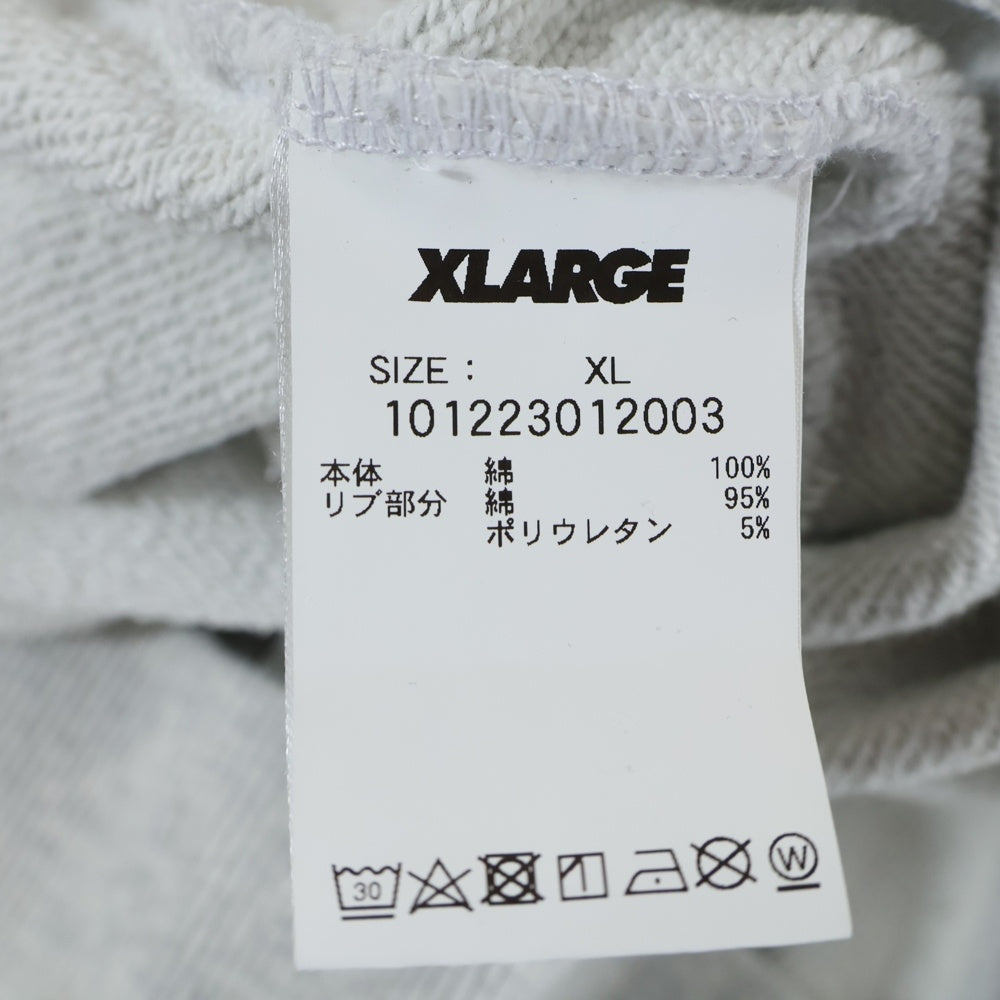 XLARGE
SIZE： XL
101223012003
本体 綿 100%
リブ部分 綿 95%
ポリウレタン 5%
30 W